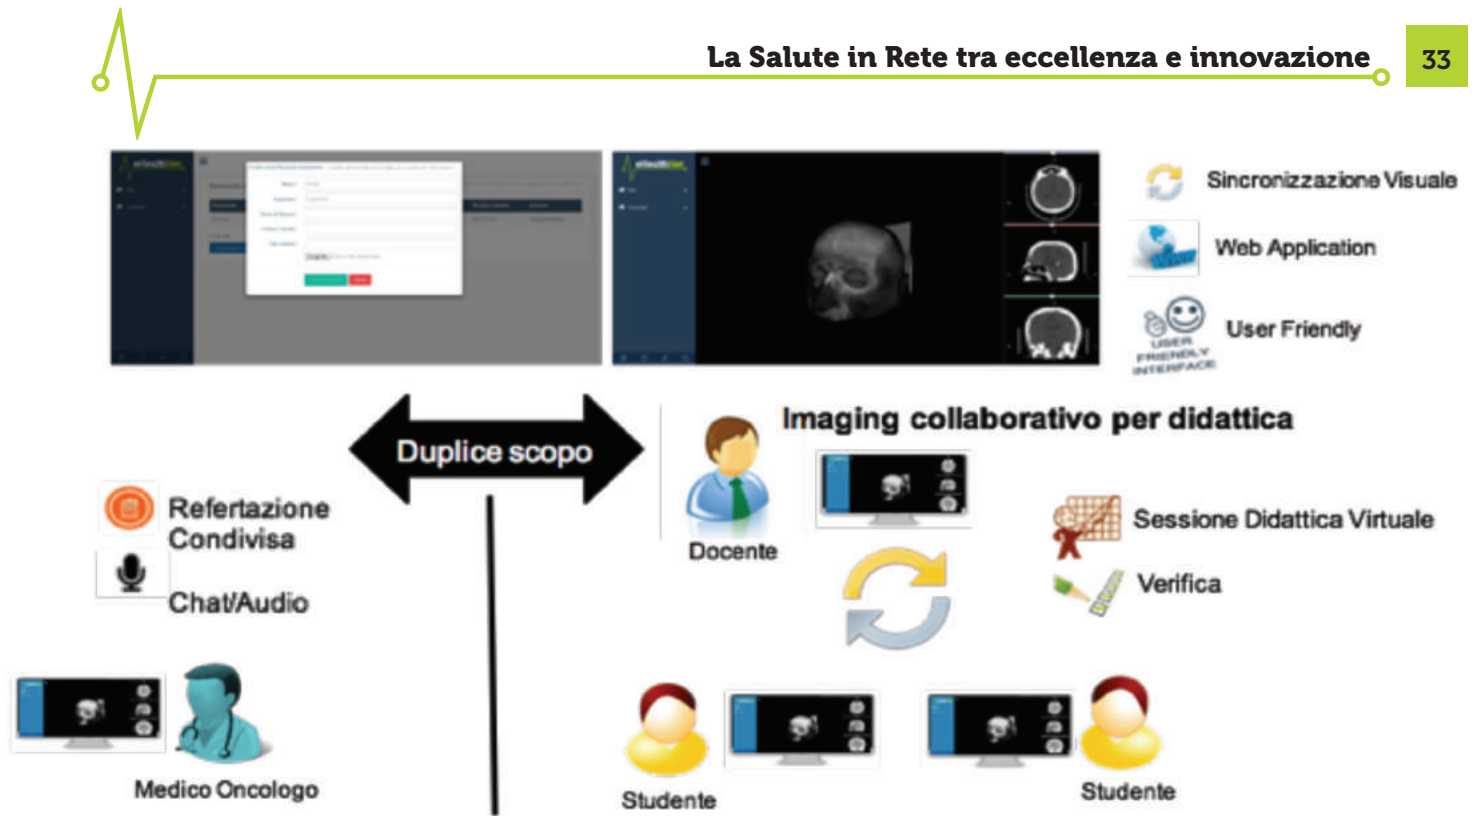 La Salute in Rete tra eccellenza e innovazione
33
Sincronizzazione Visuale
Web Application
User Friendly
USER
FRIENDLY
INTERFACE
Duplice scopo
Imaging collaborativo per didattica
Refertazione
Condivisa
Chat/Audio
Docente
Sessione Didattica Virtuale
Verifica
Medico Oncologo
Studente
Studente